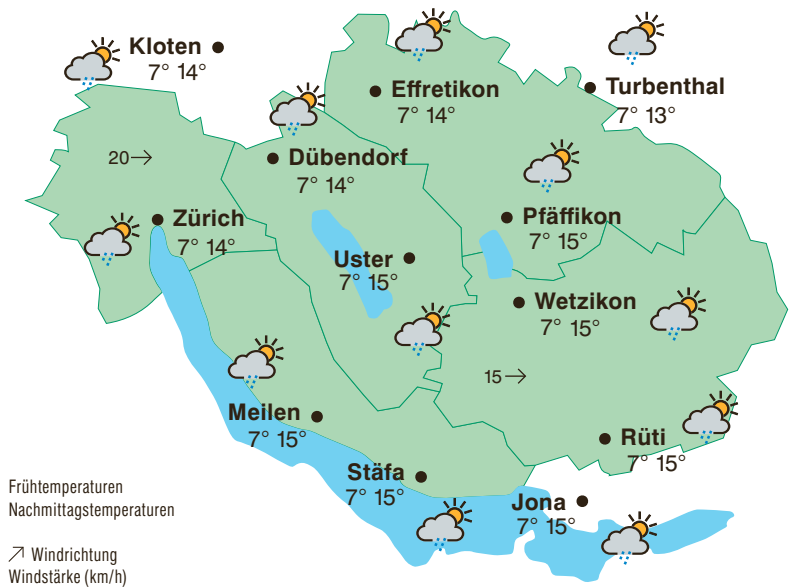 Kloten
7° 14°
Effretikon
7° 14°
Turbenthal
7° 13°
20
Dübendorf
7° 14°
Zürich
7° 14°
Pfäffikon
7° 15°
Uster
7° 15°
Wetzikon
7° 15°
15
Meilen
7° 15°
Rüti
7° 15°
Stäfa
7° 15°
Jona
7° 15°
Frühtemperaturen
Nachmittagstemperaturen
Windrichtung
Windstärke (km/h)